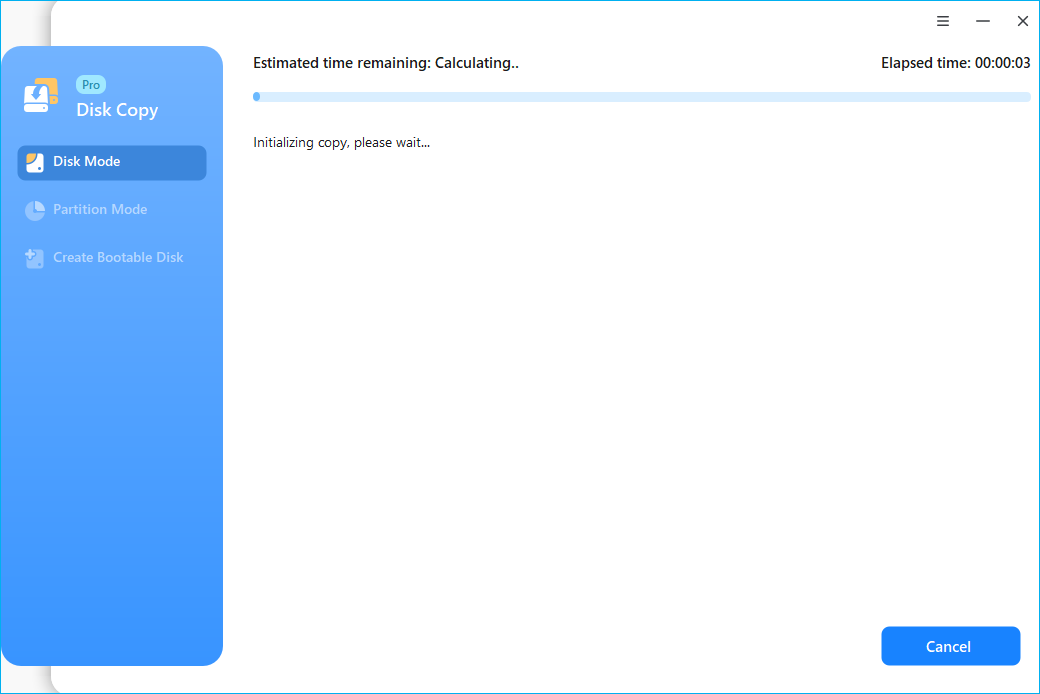 Pro
Disk Copy
Disk Mode
Partition Mode
Create Bootable Disk
Estimated time remaining: Calculating..
Elapsed time: 00:00:03
Initializing copy, please wait...
Cancel